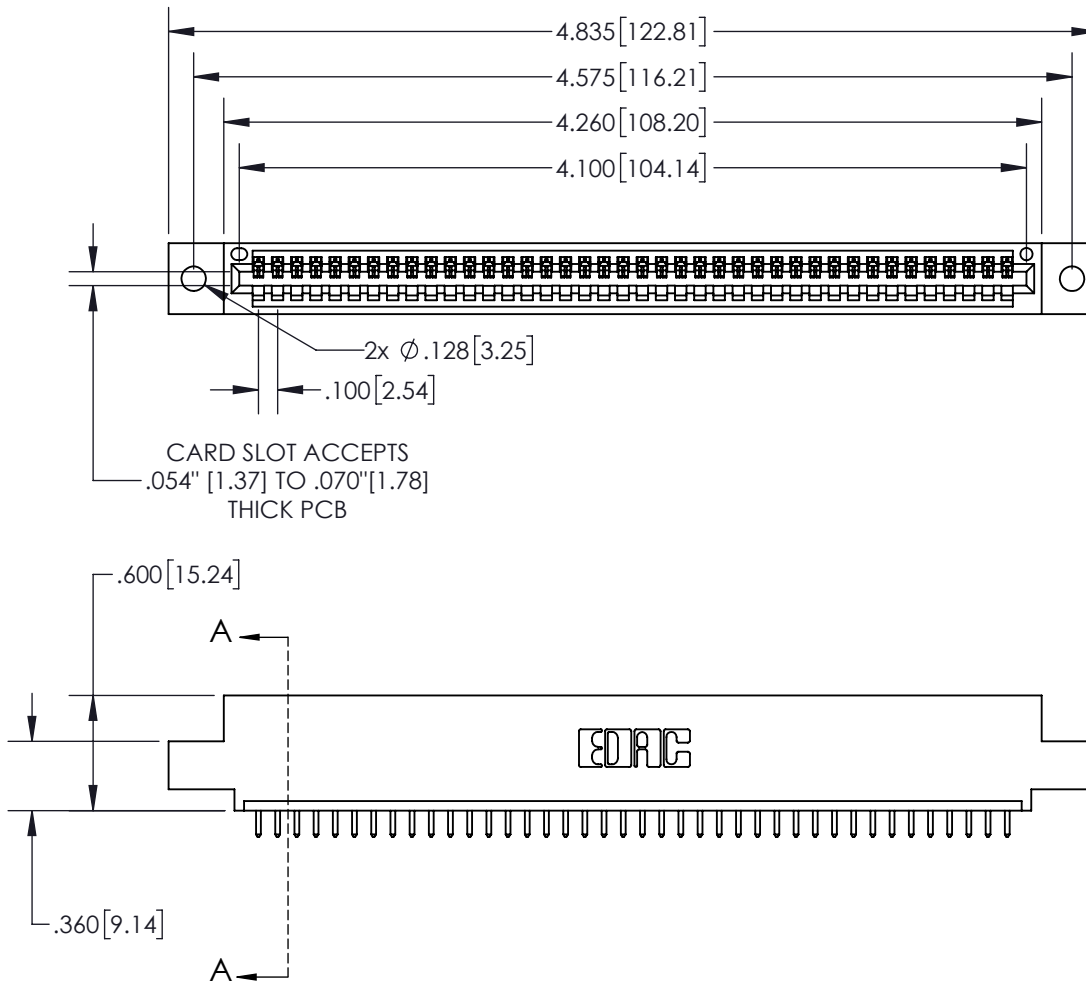 4.835[122.81]
4.575[116.21]
4.260[108.20]
4.100[104.14]
2x Ø.128[3.25]
.100[2.54]
CARD SLOT ACCEPTS
.054" [1.37] TO .070"[1.78]
THICK PCB
.600[15.24]
A
EDAC
.360[9.14]
A